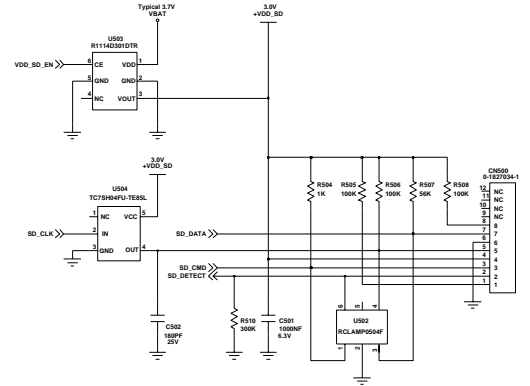 Typical 3.7V
VBAT
3.0V
+VDD_SD
U503
R1114D301DTR
VDD_SD_EN
6 CE VDD 1
5 GND GND 2
4 NC VOUT 3
3.0V
+VDD_SD
U504
TC7SH04FU-TE85L
1 NC VCC 5
SD_CLK 2 IN
3 GND OUT 4
C502
180PF
25V
SD_DATA
SD_CMD
SD_DETECT
R510
300K
C501
1000NF
6.3V
R504
1K
R505
100K
R506
100K
R507
56K
R508
100K
6 5 4
U502
RCLAMP0504F
1 2 3
CN500
0-1827034-1
12 NC
11 NC
10 NC
9 NC
8 8
7 7
6 6
5 5
4 4
3 3
2 2
1 1